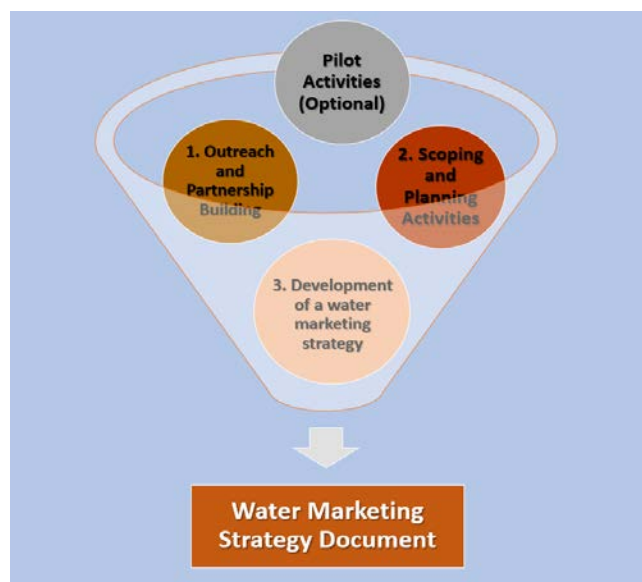 Pilot
Activities
(Optional)
1. Outreach
and
Partnership
Building
2. Scoping
and
Planning
Activities
3. Development
of a water
marketing
strategy
Water Marketing
Strategy Document